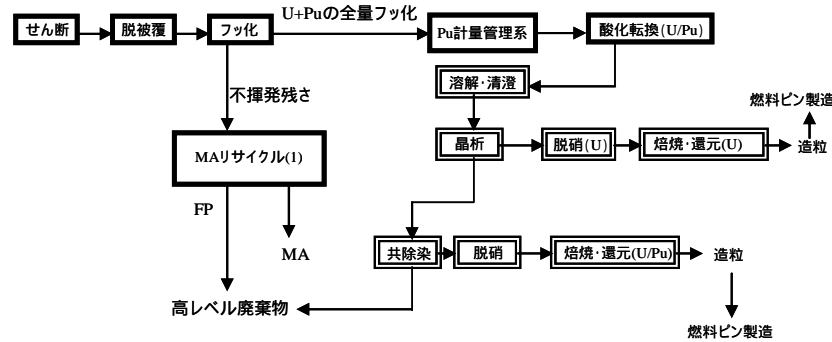 U+Puの全量フッ化
せん断
脱被覆
フッ化
Pu計量管理系
酸化転換(U/Pu)
不揮発残さ
溶解・清澄
燃料ピン製造
MAリサイクル(1)
晶析
脱硝(U)
焙焼・還元(U)
造粒
FP
MA
共除染
脱硝
焙焼・還元(U/Pu)
造粒
高レベル廃棄物
燃料ピン製造